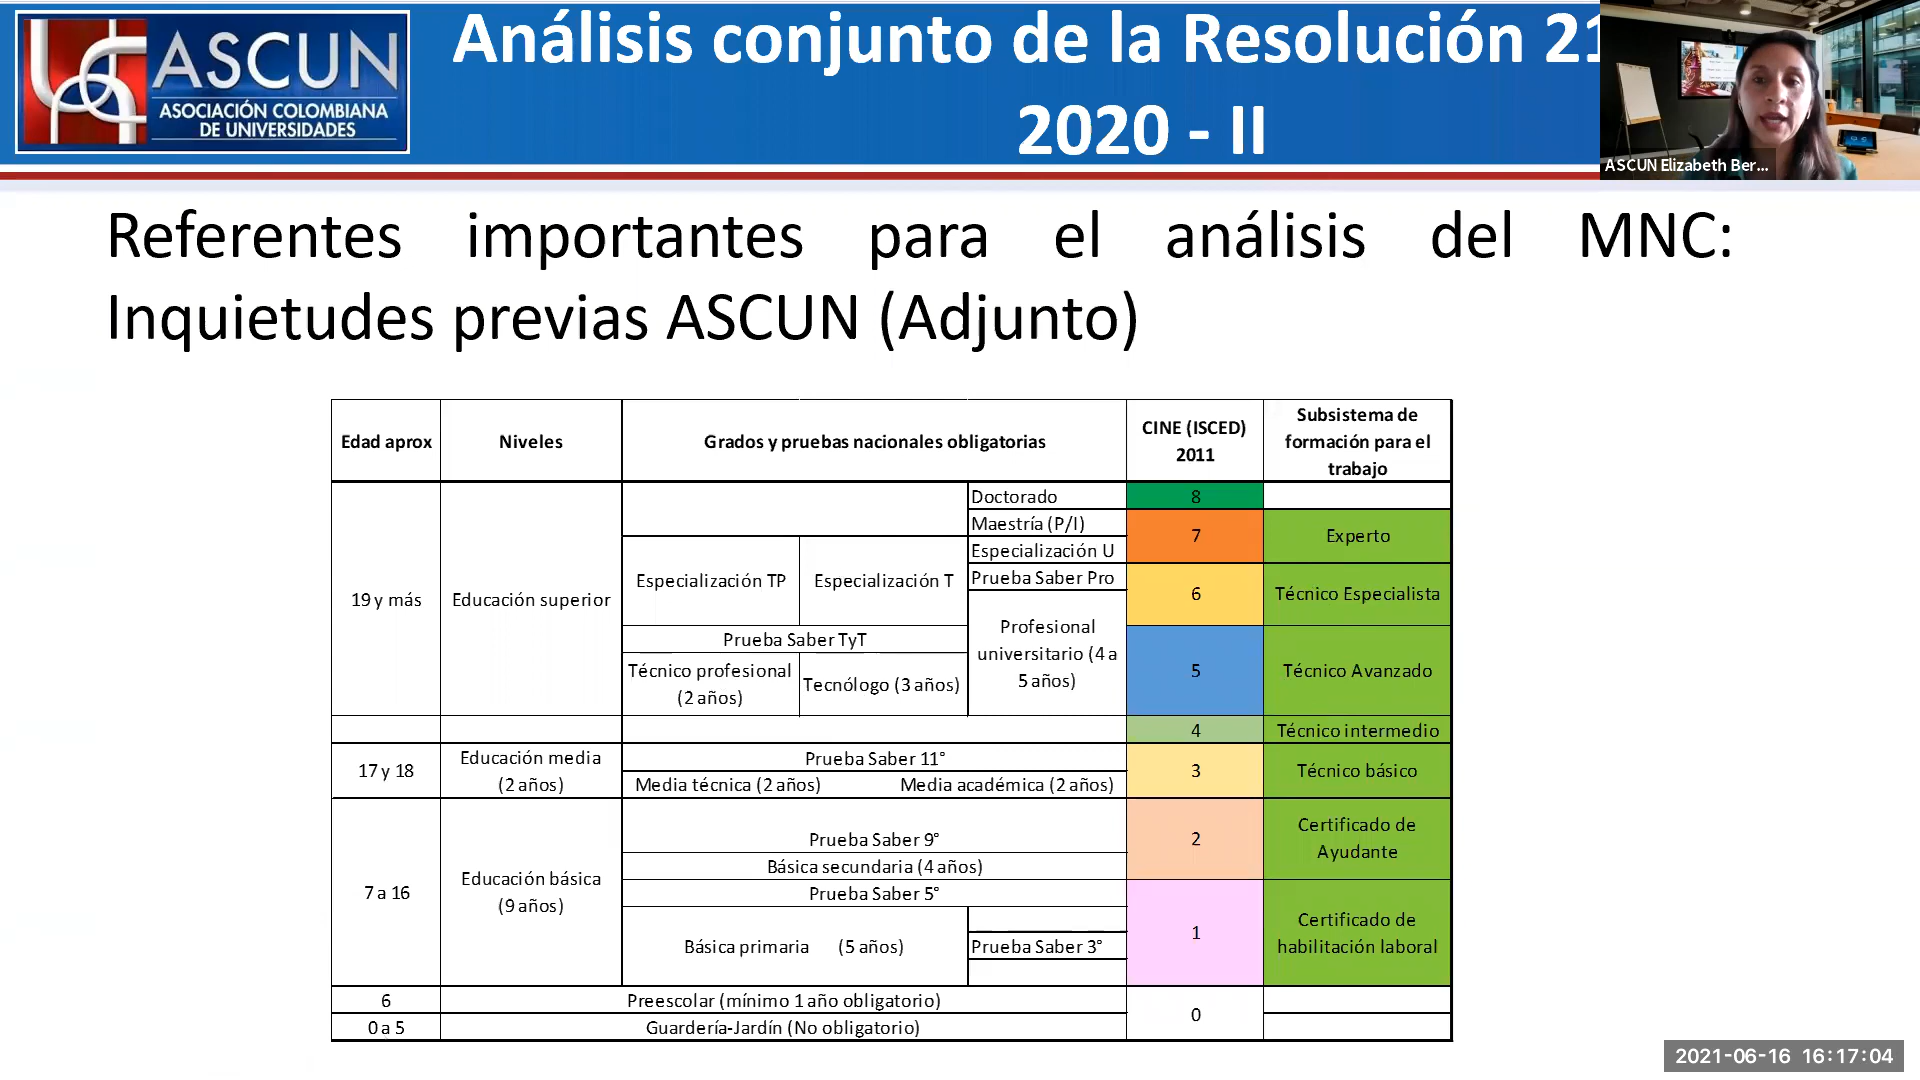 ASCUN
ASOCIACIÓN COLOMBIANA
DE UNIVERSIDADES
Análisis conjunto de la Resolución 21
2020 - II
ASCUN Elizabeth Ber...
Referentes importantes para el análisis del MNC:
Inquietudes previas ASCUN (Adjunto)
Edad aprox
Niveles
Grados y pruebas nacionales obligatorias
CINE (ISCED)
2011
Subsistema de
formación para el
trabajo
19 y más
Educación superior
Doctorado
8
Maestría (P/I)
7
Experto
Especialización U
Especialización TP
Especialización T
Prueba Saber Pro
6
Técnico Especialista
Prueba Saber TyT
Profesional
universitario (4 a
5 años)
Técnico profesional
(2 años)
Tecnólogo (3 años)
5
Técnico Avanzado
4
Técnico intermedio
17 y 18
Educación media
(2 años)
Prueba Saber 11°
Media técnica (2 años) Media académica (2 años)
3
Técnico básico
7 a 16
Educación básica
(9 años)
Prueba Saber 9°
2
Certificado de
Ayudante
Básica secundaria (4 años)
Prueba Saber 5°
Básica primaria (5 años)
Prueba Saber 3°
1
Certificado de
habilitación laboral
6
Preescolar (mínimo 1 año obligatorio)
0
0 a 5
Guardería-Jardín (No obligatorio)
2021-06-16 16:17:04